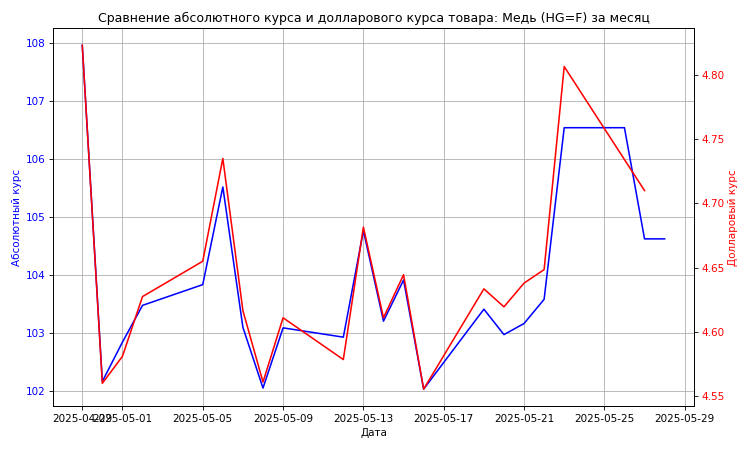 Сравнение абсолютного курса и долларового курса товара: Медь (HG=F) за месяц
108
107
106
105
104
103
102
Абсолютный курс
4.80
4.75
4.70
4.65
4.60
4.55
Долларовый курс
2025-04-29 2025-05-01 2025-05-05 2025-05-09 2025-05-13 2025-05-17 2025-05-21 2025-05-25 2025-05-29
Дата